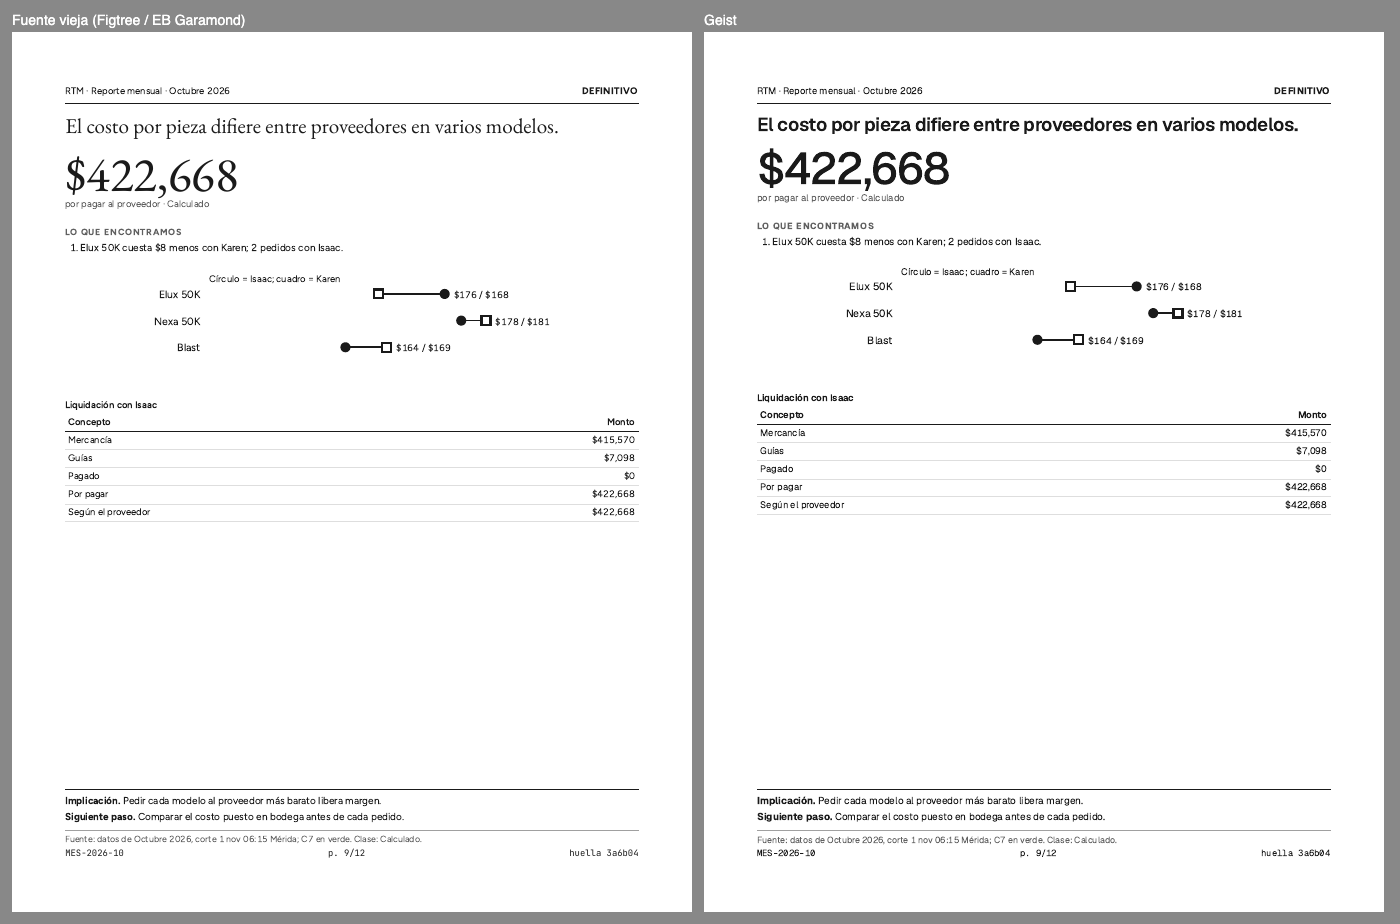 Fuente vieja (Figtree / EB Garamond)
RTM · Reporte mensual · Octubre 2026
DEFINITIVO
El costo por pieza difiere entre proveedores en varios modelos.
$422,668
por pagar al proveedor · Calculado
LO QUE ENCONTRAMOS
1. Elux 50K cuesta $8 menos con Karen; 2 pedidos con Isaac.
Círculo = Isaac; cuadro = Karen
Elux 50K $176 / $168
Nexa 50K $178 / $181
Blast $164 / $169
Liquidación con Isaac
Concepto Monto
Mercancía $415,570
Guías $7,098
Pagado $0
Por pagar $422,668
Según el proveedor $422,668
Implicación. Pedir cada modelo al proveedor más barato libera margen.
Siguiente paso. Comparar el costo puesto en bodega antes de cada pedido.
Fuente: datos de Octubre 2026, corte 1 nov 06:15 Mérida; C7 en verde. Clase: Calculado.
MES-2026-10 p. 9/12 huella 3a6b04
Geist
RTM · Reporte mensual · Octubre 2026
DEFINITIVO
El costo por pieza difiere entre proveedores en varios modelos.
$422,668
por pagar al proveedor · Calculado
LO QUE ENCONTRAMOS
1. Elux 50K cuesta $8 menos con Karen; 2 pedidos con Isaac.
Círculo = Isaac; cuadro = Karen
Elux 50K $176 / $168
Nexa 50K $178 / $181
Blast $164 / $169
Liquidación con Isaac
Concepto Monto
Mercancía $415,570
Guías $7,098
Pagado $0
Por pagar $422,668
Según el proveedor $422,668
Implicación. Pedir cada modelo al proveedor más barato libera margen.
Siguiente paso. Comparar el costo puesto en bodega antes de cada pedido.
Fuente: datos de Octubre 2026, corte 1 nov 06:15 Mérida; C7 en verde. Clase: Calculado.
MES-2026-10 p. 9/12 huella 3a6b04